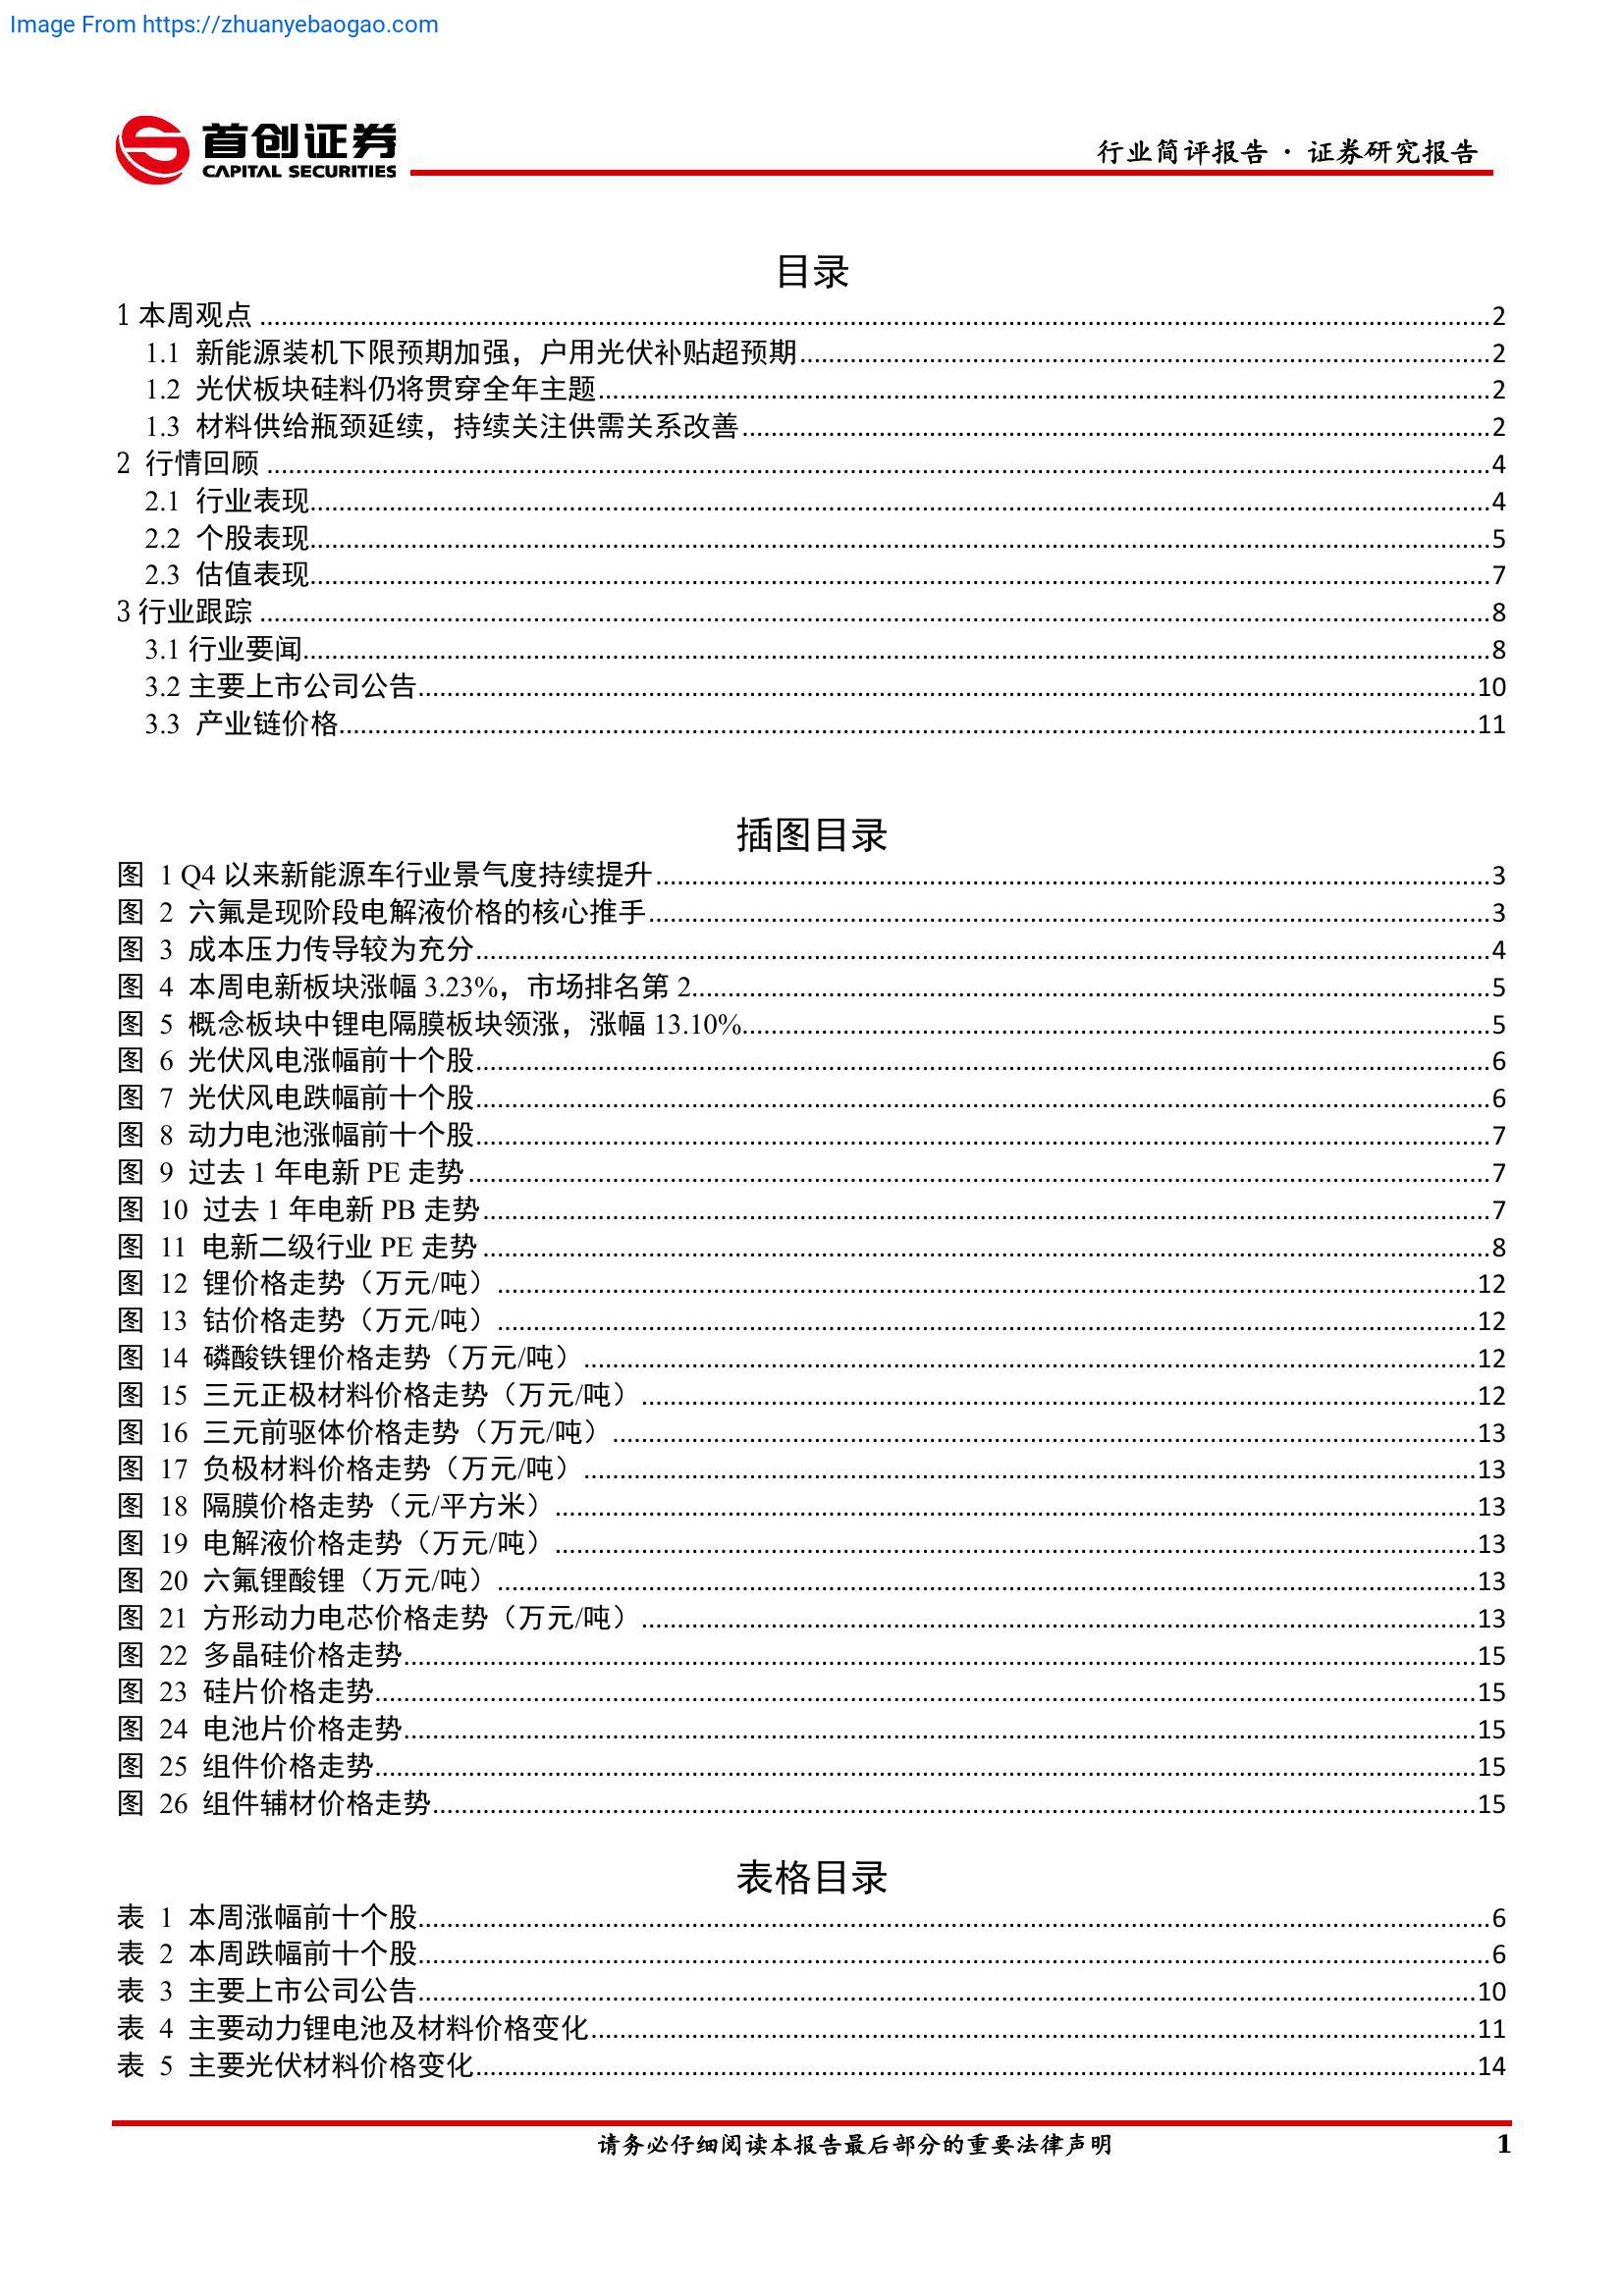 Image From https://zhuanyebaogao.com
首创证券
CAPITAL SECURITIES
行业简评报告 · 证券研究报告
目录
1 本周观点 2
1.1 新能源装机下限预期加强，户用光伏补贴超预期 2
1.2 光伏板块硅料仍将贯穿全年主题 2
1.3 材料供给瓶颈延续，持续关注供需关系改善 2
2 行情回顾 4
2.1 行业表现 4
2.2 个股表现 5
2.3 估值表现 7
3 行业跟踪 8
3.1 行业要闻 8
3.2 主要上市公司公告 10
3.3 产业链价格 11
插图目录
图 1 Q4 以来新能源车行业景气度持续提升 3
图 2 六氟是现阶段电解液价格的核心推手 3
图 3 成本压力传导较为充分 4
图 4 本周电新板块涨幅 3.23%，市场排名第 2 5
图 5 概念板块中锂电隔膜板块领涨，涨幅 13.10% 5
图 6 光伏风电涨幅前十个股 6
图 7 光伏风电跌幅前十个股 6
图 8 动力电池涨幅前十个股 7
图 9 过去 1 年电新 PE 走势 7
图 10 过去 1 年电新 PB 走势 7
图 11 电新二级行业 PE 走势 8
图 12 锂价格走势（万元/吨） 12
图 13 钴价格走势（万元/吨） 12
图 14 磷酸铁锂价格走势（万元/吨） 12
图 15 三元正极材料价格走势（万元/吨） 12
图 16 三元前驱体价格走势（万元/吨） 13
图 17 负极材料价格走势（万元/吨） 13
图 18 隔膜价格走势（元/平方米） 13
图 19 电解液价格走势（万元/吨） 13
图 20 六氟锂酸锂（万元/吨） 13
图 21 方形动力电芯价格走势（万元/吨） 13
图 22 多晶硅价格走势 15
图 23 硅片价格走势 15
图 24 电池片价格走势 15
图 25 组件价格走势 15
图 26 组件辅材价格走势 15
表格目录
表 1 本周涨幅前十个股 6
表 2 本周跌幅前十个股 6
表 3 主要上市公司公告 10
表 4 主要动力锂电池及材料价格变化 11
表 5 主要光伏材料价格变化 14
请务必仔细阅读本报告最后部分的重要法律声明 1